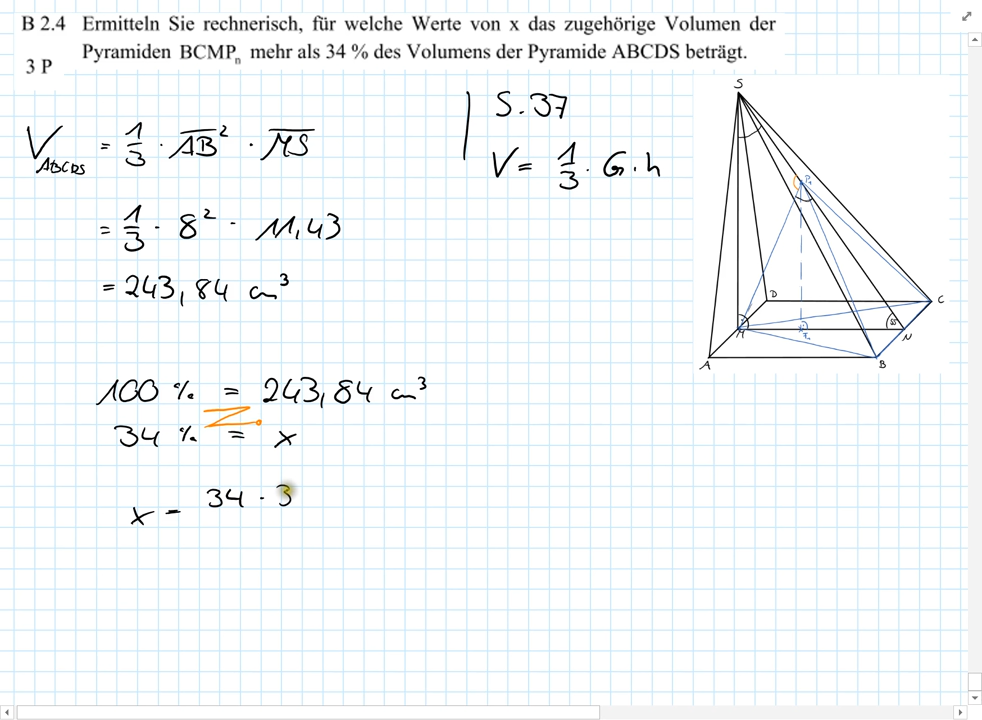 B 2.4 Ermitteln Sie rechnerisch, für welche Werte von x das zugehörige Volumen der
Pyramiden BCMPn mehr als 34 % des Volumens der Pyramide ABCDS beträgt.
3 P
V ABCDS = 1/3 · AB² · MS
= 1/3 · 8² · 11,43
= 243,84 cm³
100 % = 243,84 cm³
34 % = x
x = 34 · 3
S. 37
V = 1/3 · G · h
S
P₁
D
C
M
N
A
B